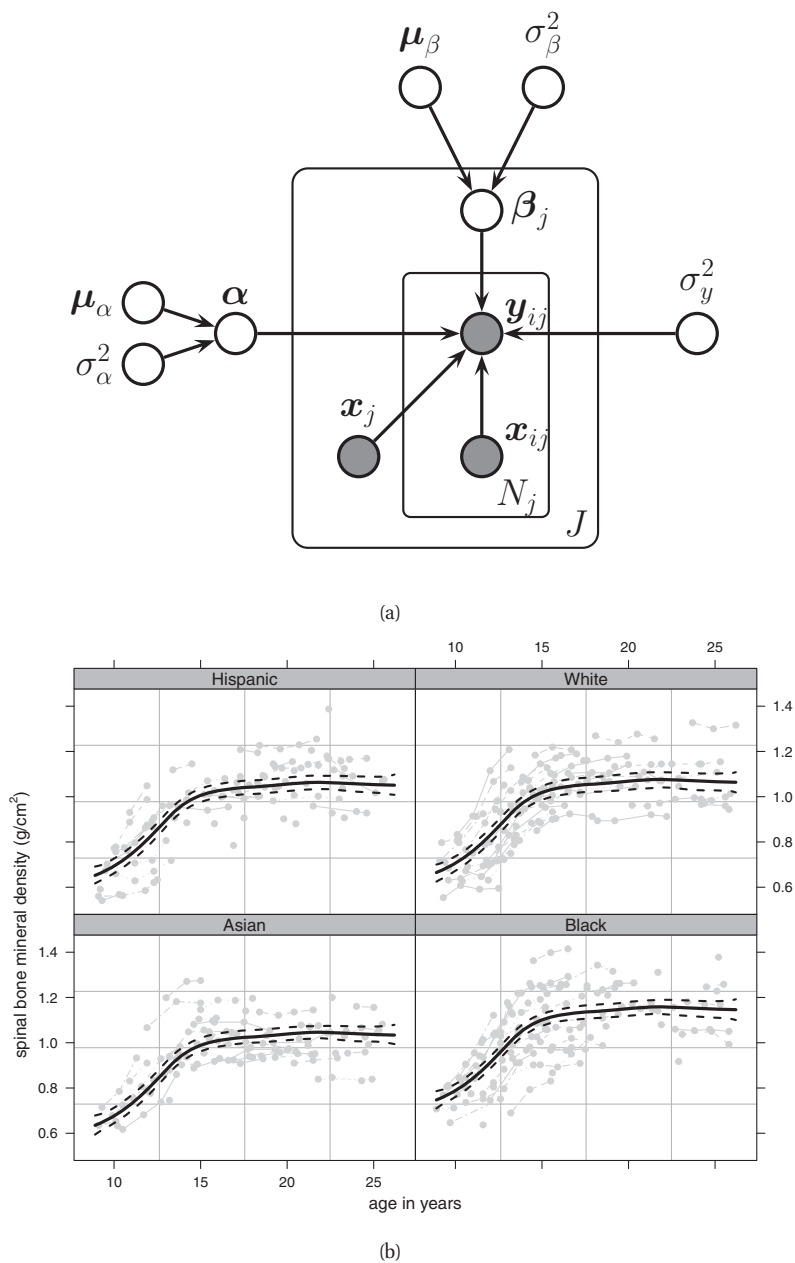 μ_β σ²_β
β_j
μ_α α y_ij σ²_y
σ²_α
x_j x_ij
N_j J
(a)
10 15 20 25
Hispanic White
1.4
1.2
1.0
0.8
0.6
Asian Black
1.4
1.2
1.0
0.8
0.6
spinal bone mineral density (g/cm²)
10 15 20 25
age in years
(b)